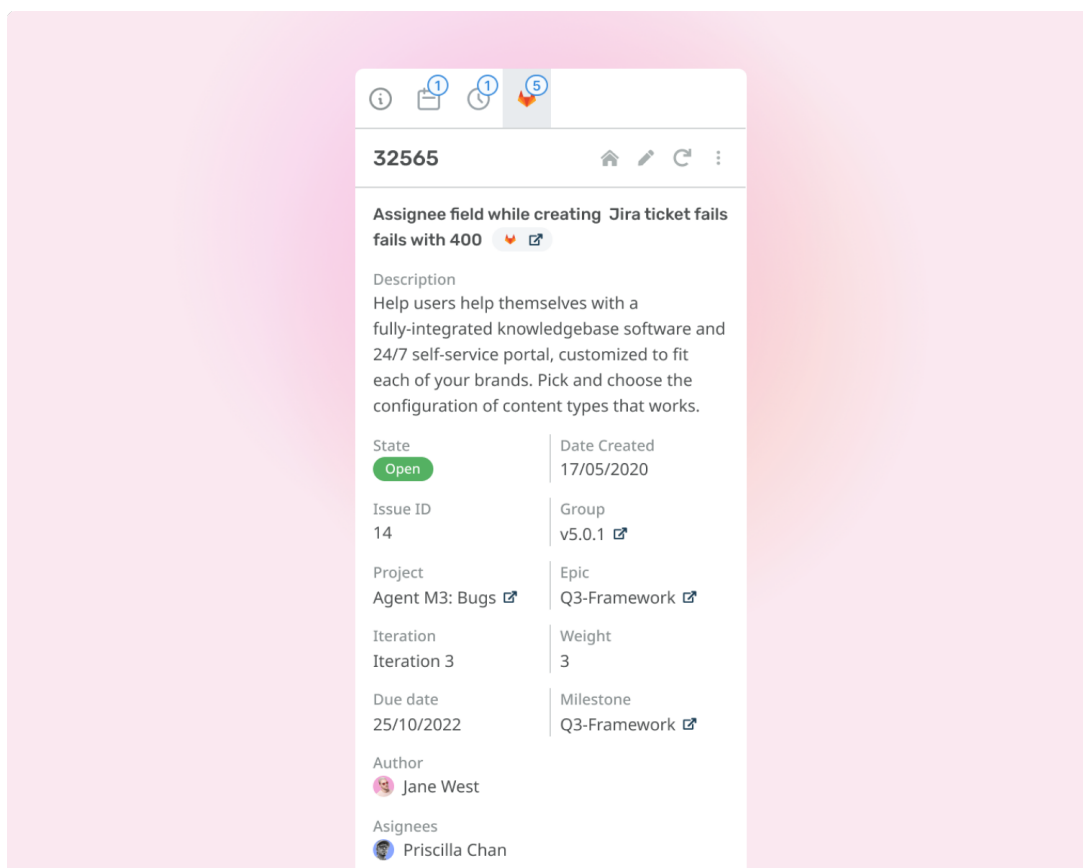 1 1 5
32565
Assignee field while creating Jira ticket fails
fails with 400
Description
Help users help themselves with a
fully-integrated knowledgebase software and
24/7 self-service portal, customized to fit
each of your brands. Pick and choose the
configuration of content types that works.
State
Open
Date Created
17/05/2020
Issue ID
14
Group
v5.0.1
Project
Agent M3: Bugs
Epic
Q3-Framework
Iteration
Iteration 3
Weight
3
Due date
25/10/2022
Milestone
Q3-Framework
Author
Jane West
Asignees
Priscilla Chan